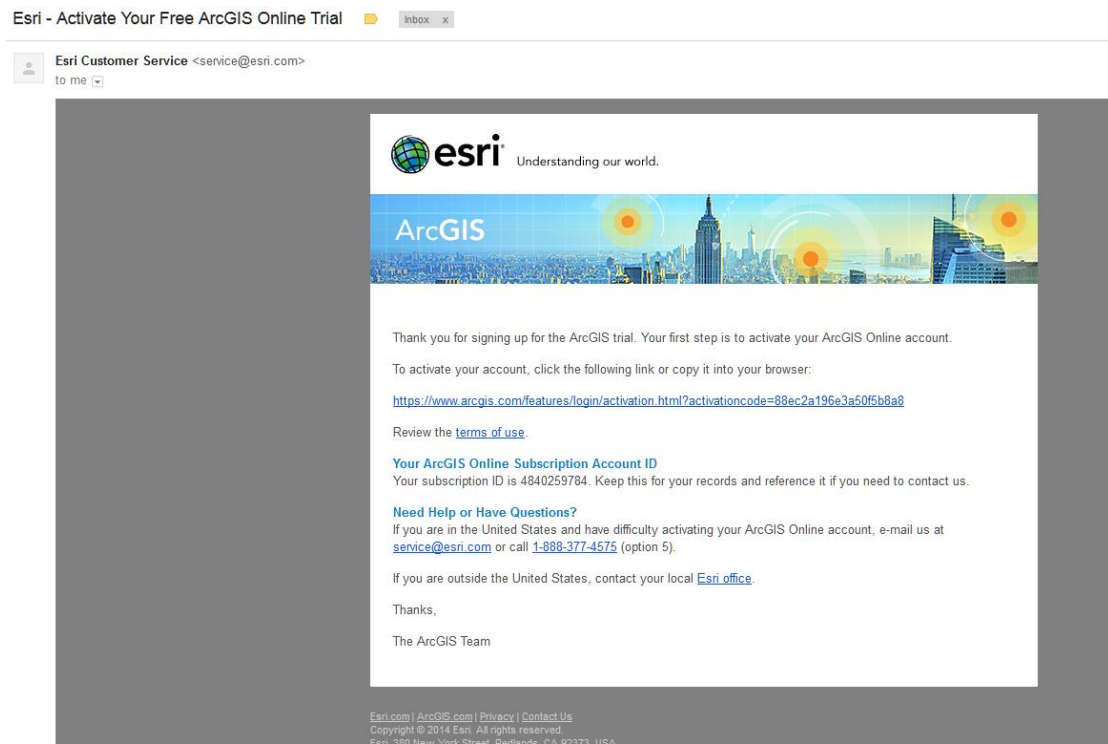 Esri - Activate Your Free ArcGIS Online Trial
Inbox x
Esri Customer Service <service@esri.com>
to me
esri
Understanding our world.
ArcGIS
Thank you for signing up for the ArcGIS trial. Your first step is to activate your ArcGIS Online account.
To activate your account, click the following link or copy it into your browser:
https://www.arcgis.com/features/login/activation.html?activationcode=88ec2a196e3a50f5b8a8
Review the terms of use.
Your ArcGIS Online Subscription Account ID
Your subscription ID is 4840259784. Keep this for your records and reference it if you need to contact us.
Need Help or Have Questions?
If you are in the United States and have difficulty activating your ArcGIS Online account, e-mail us at
service@esri.com or call 1-888-377-4575 (option 5).
If you are outside the United States, contact your local Esri office.
Thanks,
The ArcGIS Team
Esri.com | ArcGIS.com | Privacy | Contact Us
Copyright © 2014 Esri. All rights reserved.
Esri, 380 New York Street, Redlands, CA 92373, USA